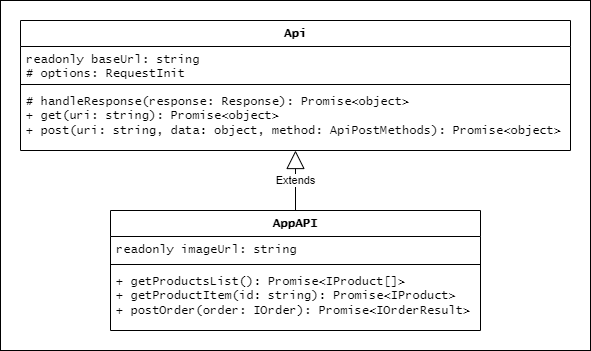 Api
readonly baseUrl: string
# options: RequestInit
# handleResponse(response: Response): Promise<object>
+ get(uri: string): Promise<object>
+ post(uri: string, data: object, method: ApiPostMethods): Promise<object>
Extends
AppAPI
readonly imageUrl: string
+ getProductsList(): Promise<IProduct[]>
+ getProductItem(id: string): Promise<IProduct>
+ postOrder(order: IOrder): Promise<IOrderResult>